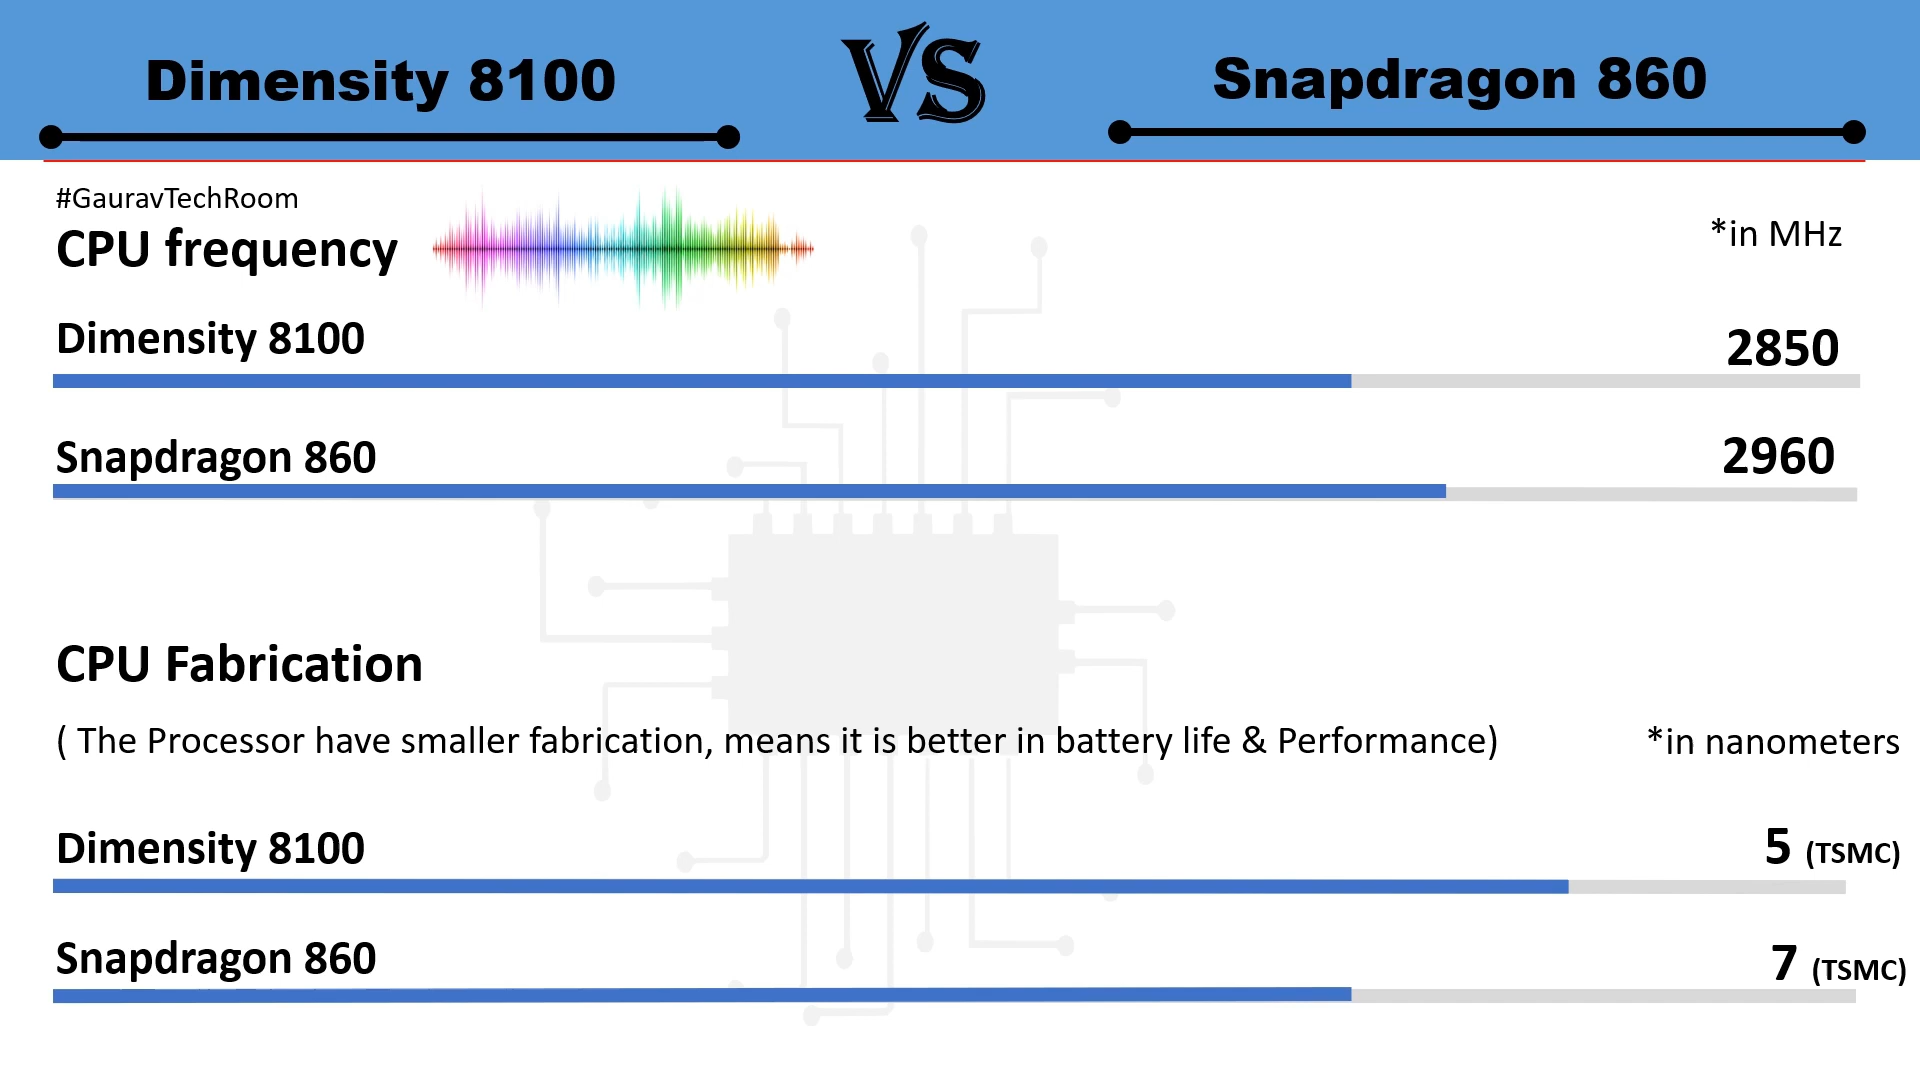 Dimensity 8100
VS
Snapdragon 860
#GauravTechRoom
CPU frequency
*in MHz
Dimensity 8100
2850
Snapdragon 860
2960
CPU Fabrication
( The Processor have smaller fabrication, means it is better in battery life & Performance)
*in nanometers
Dimensity 8100
5 (TSMC)
Snapdragon 860
7 (TSMC)